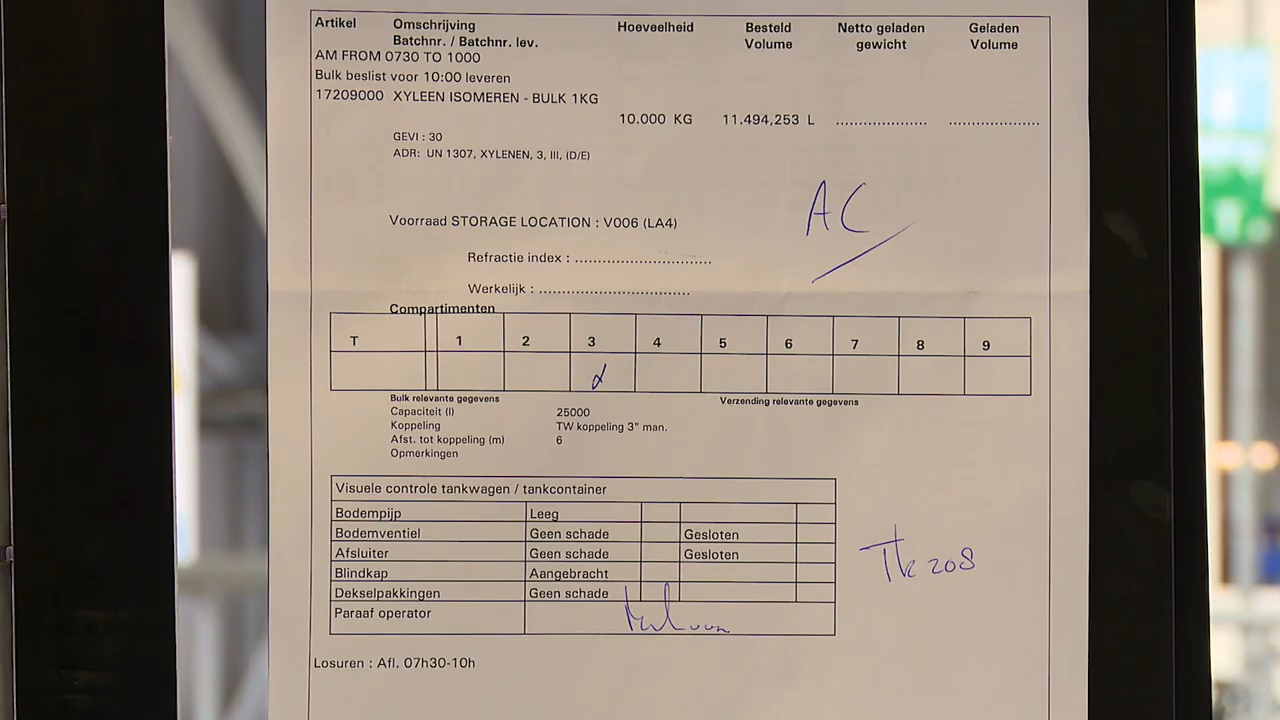 Artikel Omschrijving Hoeveelheid Besteld Netto geladen Geladen
Batchnr. / Batchnr. lev. Volume gewicht Volume
AM FROM 0730 TO 1000
Bulk beslist voor 10:00 leveren
17209000 XYLEEN ISOMEREN - BULK 1KG
10.000 KG 11.494,253 L ..................... .....................
GEVI : 30
ADR: UN 1307, XYLENEN, 3, III, (D/E)
AC
Voorraad STORAGE LOCATION : V006 (LA4)
Refractie index : ..............................
Werkelijk : .................................
Compartimenten
T 1 2 3 4 5 6 7 8 9
Bulk relevante gegevens Verzending relevante gegevens
Capaciteit (l) 25000
Koppeling TW koppeling 3" man.
Afst. tot koppeling (m) 6
Opmerkingen
Visuele controle tankwagen / tankcontainer
Bodempijp Leeg
Bodemventiel Geen schade Gesloten
Afsluiter Geen schade Gesloten
Tk 208
Blindkap Aangebracht
Dekselpakkingen Geen schade
Paraaf operator
Losuren : Afl. 07h30-10h